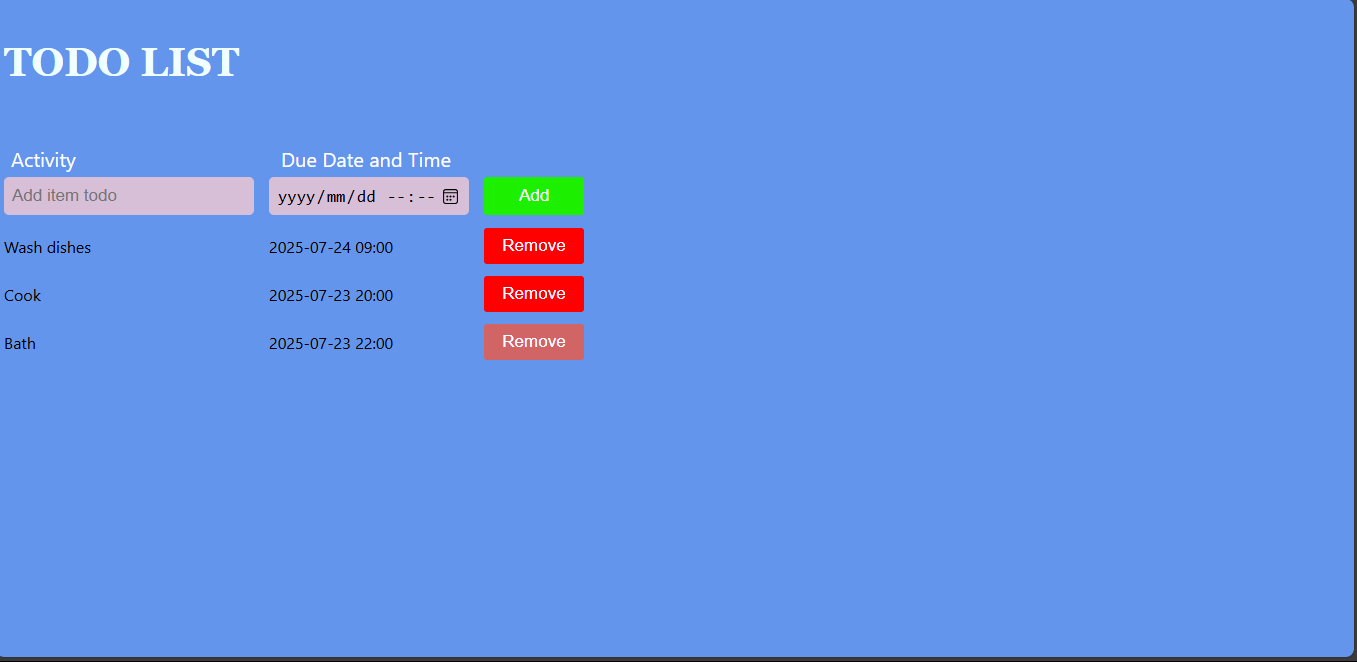 TODO LIST
Activity Due Date and Time
Add item todo yyyy/mm/dd --:-- Add
Wash dishes 2025-07-24 09:00 Remove
Cook 2025-07-23 20:00 Remove
Bath 2025-07-23 22:00 Remove